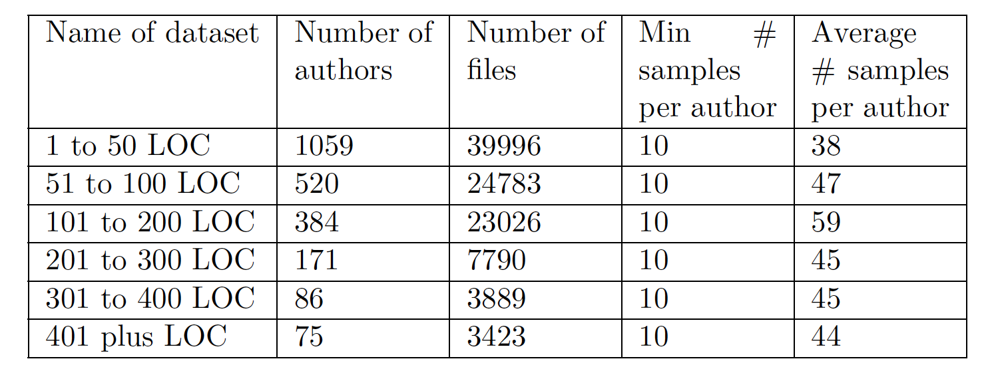 Name of dataset Number of authors Number of files Min # samples per author Average # samples per author
1 to 50 LOC 1059 39996 10 38
51 to 100 LOC 520 24783 10 47
101 to 200 LOC 384 23026 10 59
201 to 300 LOC 171 7790 10 45
301 to 400 LOC 86 3889 10 45
401 plus LOC 75 3423 10 44